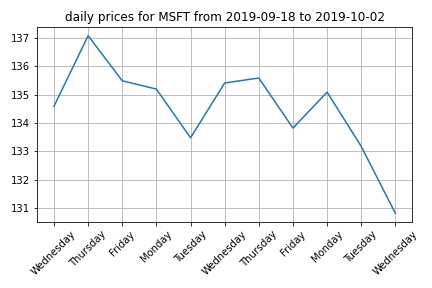 daily prices for MSFT from 2019-09-18 to 2019-10-02
137
136
135
134
133
132
131
Wednesday
Thursday
Friday
Monday
Tuesday
Wednesday
Thursday
Friday
Monday
Tuesday
Wednesday